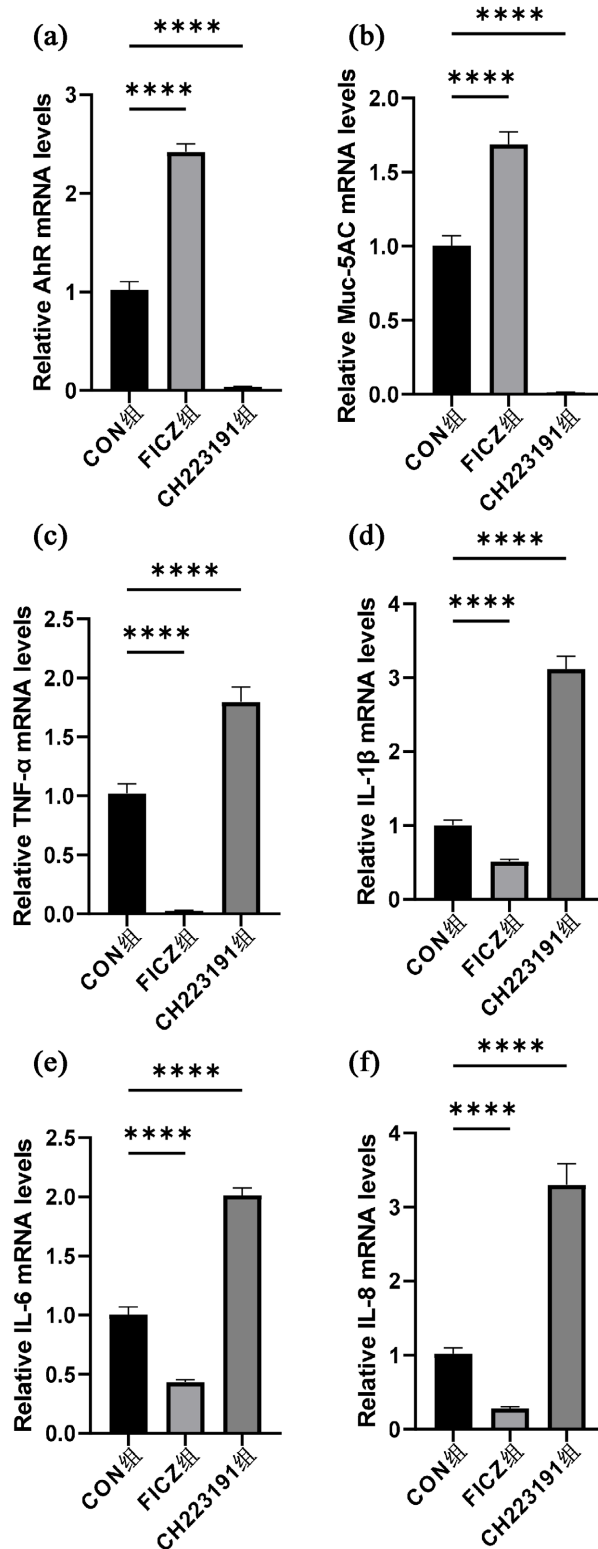 (a)
****
****
Relative AhR mRNA levels
3
2
1
0
CON组
FICZ组
CH223191组
(b)
****
****
Relative Muc-5AC mRNA levels
2.0
1.5
1.0
0.5
0.0
CON组
FICZ组
CH223191组
(c)
****
****
Relative TNF-α mRNA levels
2.5
2.0
1.5
1.0
0.5
0.0
CON组
FICZ组
CH223191组
(d)
****
****
Relative IL-1β mRNA levels
4
3
2
1
0
CON组
FICZ组
CH223191组
(e)
****
****
Relative IL-6 mRNA levels
2.5
2.0
1.5
1.0
0.5
0.0
CON组
FICZ组
CH223191组
(f)
****
****
Relative IL-8 mRNA levels
4
3
2
1
0
CON组
FICZ组
CH223191组